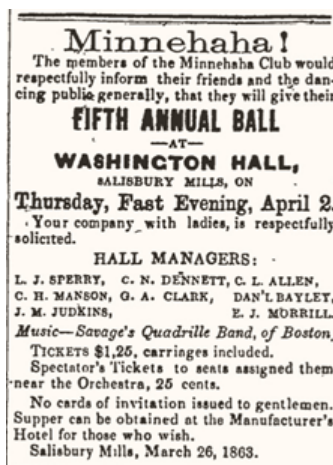 Minnehaha!
The members of the Minnehaha Club would
respectfully inform their friends and the dan-
cing public generally, that they will give their
FIFTH ANNUAL BALL
—AT—
WASHINGTON HALL,
SALISBURY MILLS, ON
Thursday, Fast Evening, April 2.
Your company with ladies, is respectfully
solicited.
HALL MANAGERS:
L. J. SPERRY, C. N. DENNETT, C. L. ALLEN,
C. H. MANSON, G. A. CLARK, DAN'L BAYLEY,
J. M. JUDKINS, E. J. MORRILL.
Music—Savage's Quadrille Band, of Boston
TICKETS $1,25, carringes included.
Spectator's Tickets to seats assigned them
near the Orchestra, 25 cents.
No cards of invitation issued to gentlemen.
Supper can be obtained at the Manufacturer's
Hotel for those who wish.
Salisbury Mills, March 26, 1863.